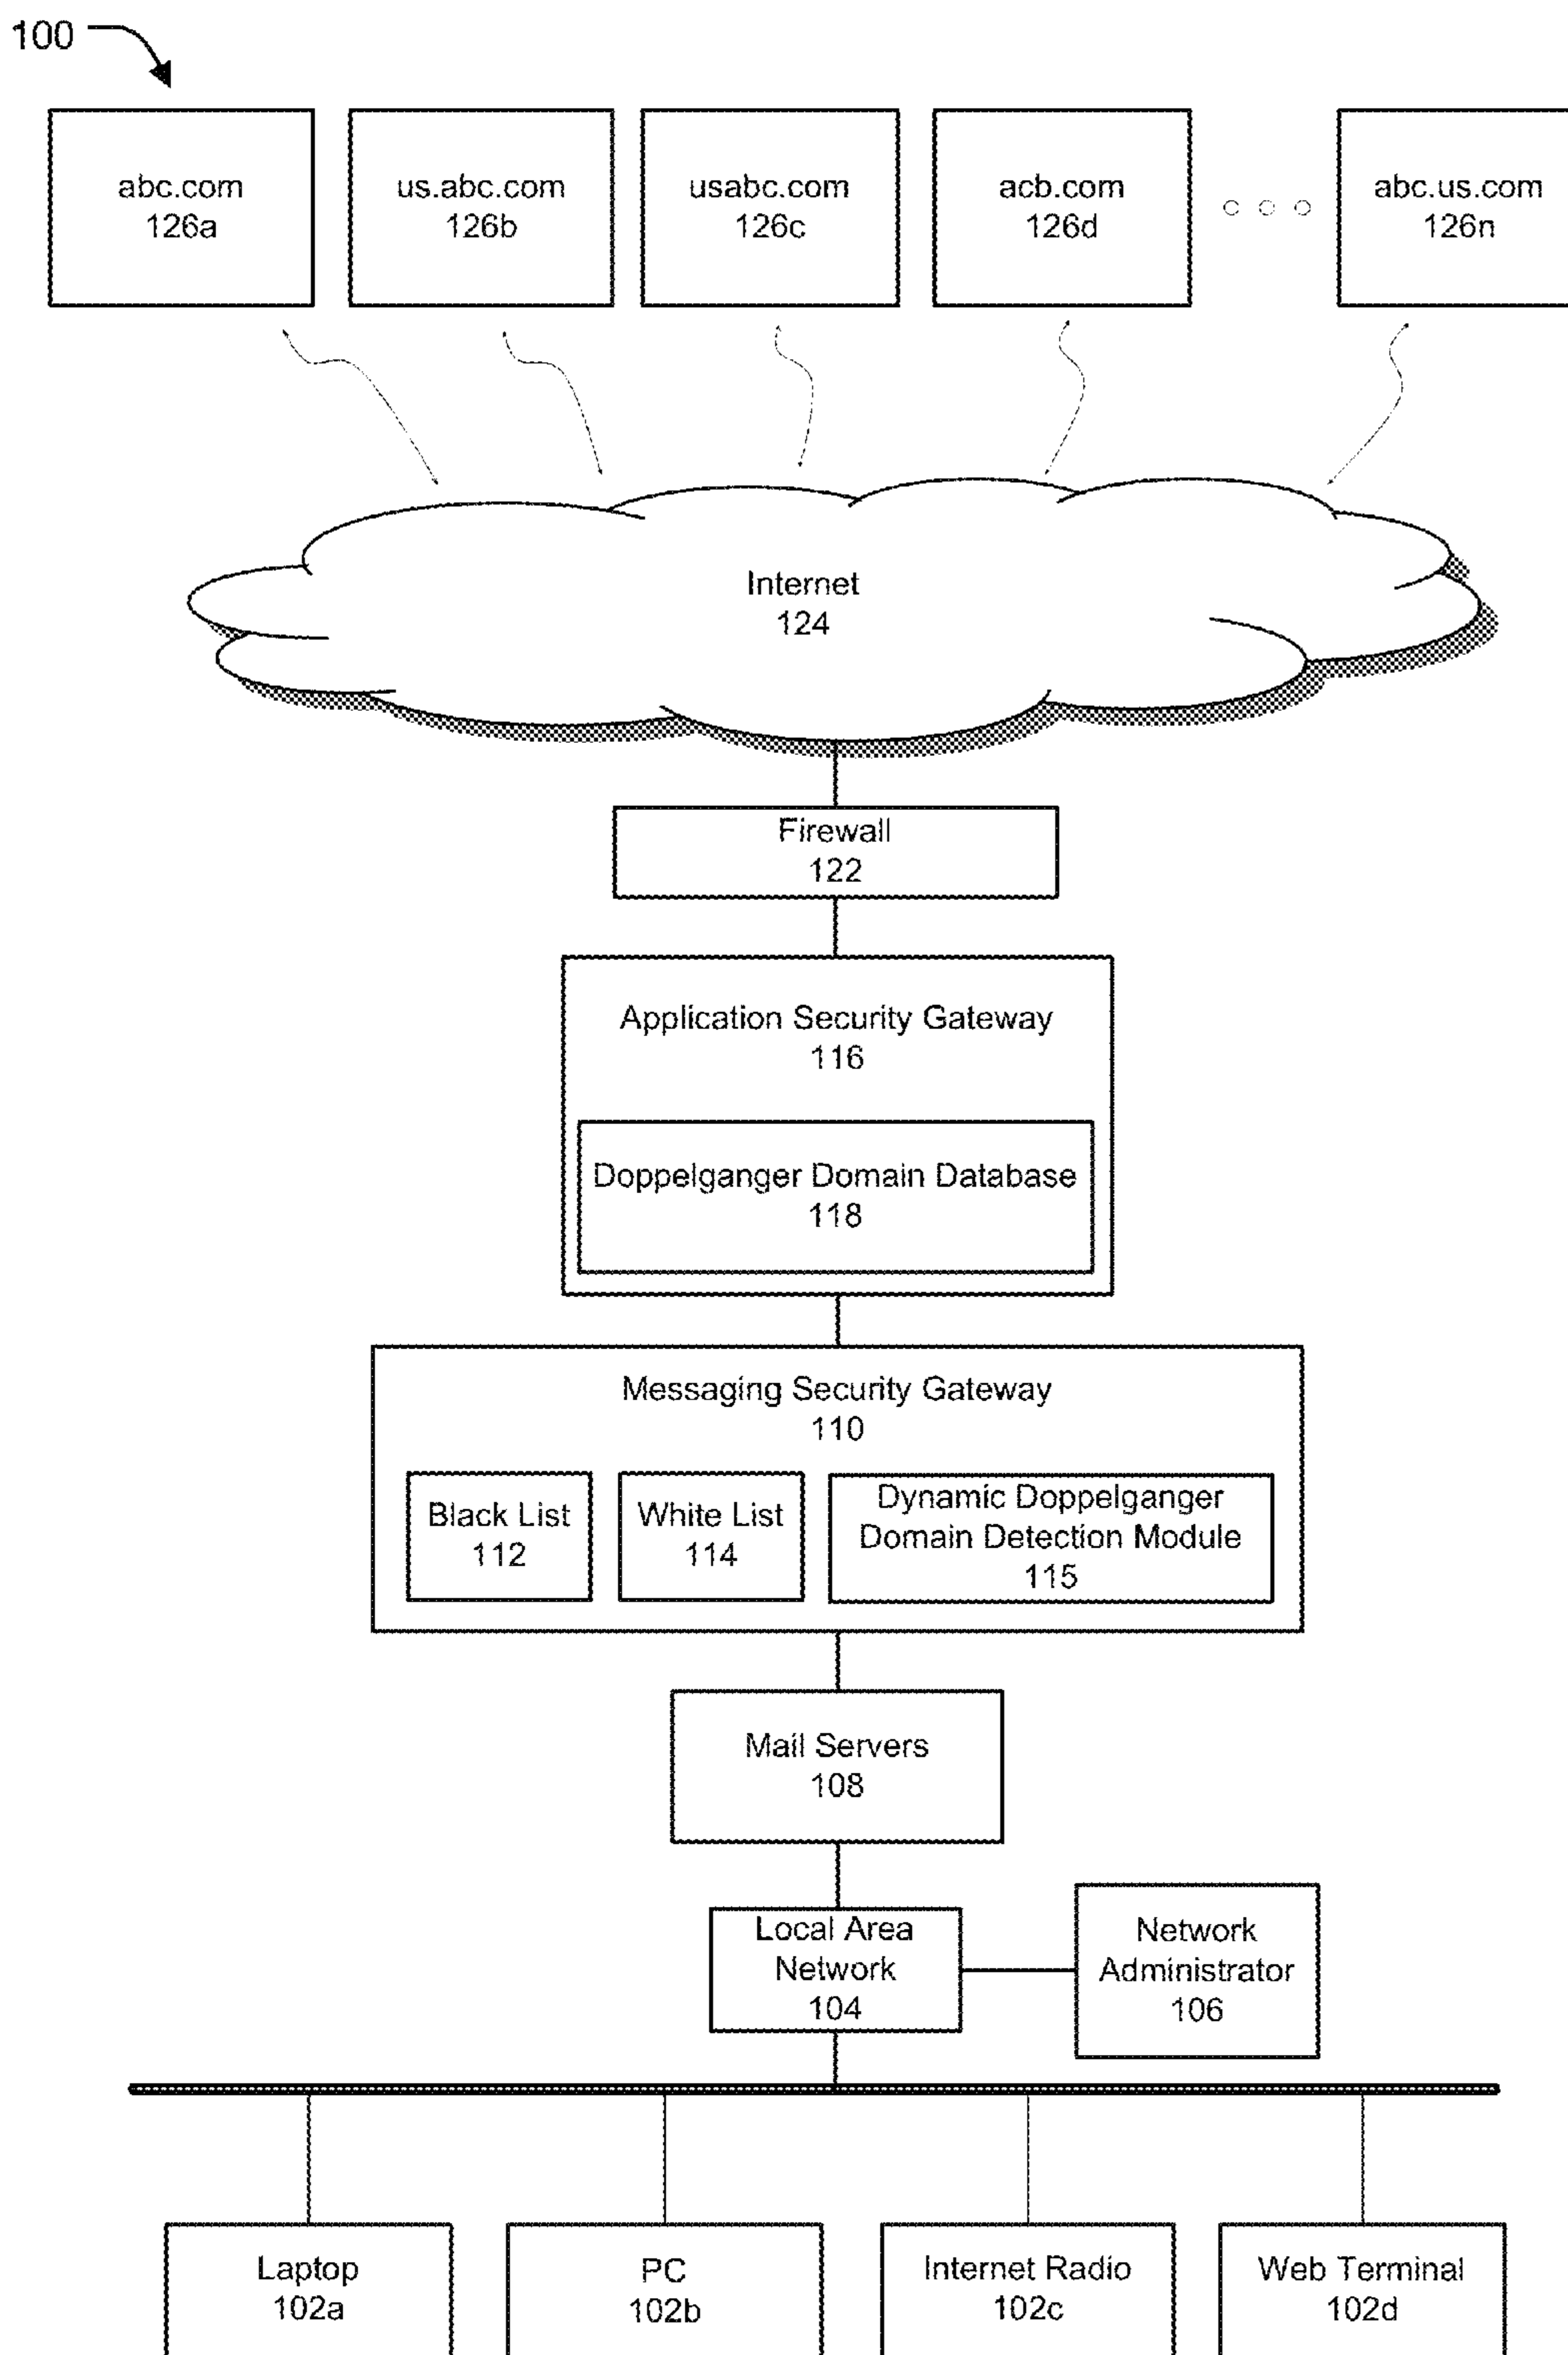 100
abc.com
126a
us.abc.com
126b
usabc.com
126c
acb.com
126d
abc.us.com
126n
Internet
124
Firewall
122
Application Security Gateway
116
Doppelganger Domain Database
118
Messaging Security Gateway
110
Black List
112
White List
114
Dynamic Doppelganger
Domain Detection Module
115
Mail Servers
108
Local Area
Network
104
Network
Administrator
106
Laptop
102a
PC
102b
Internet Radio
102c
Web Terminal
102d